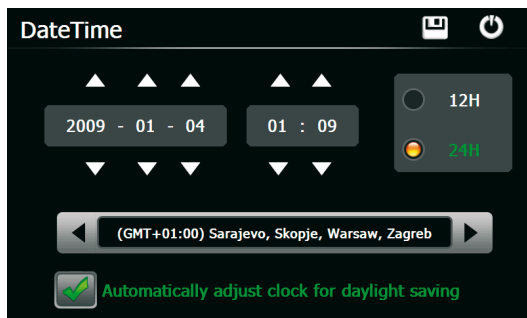 DateTime
2009 - 01 - 04 01 : 09
12H
24H
(GMT+01:00) Sarajevo, Skopje, Warsaw, Zagreb
Automatically adjust clock for daylight saving